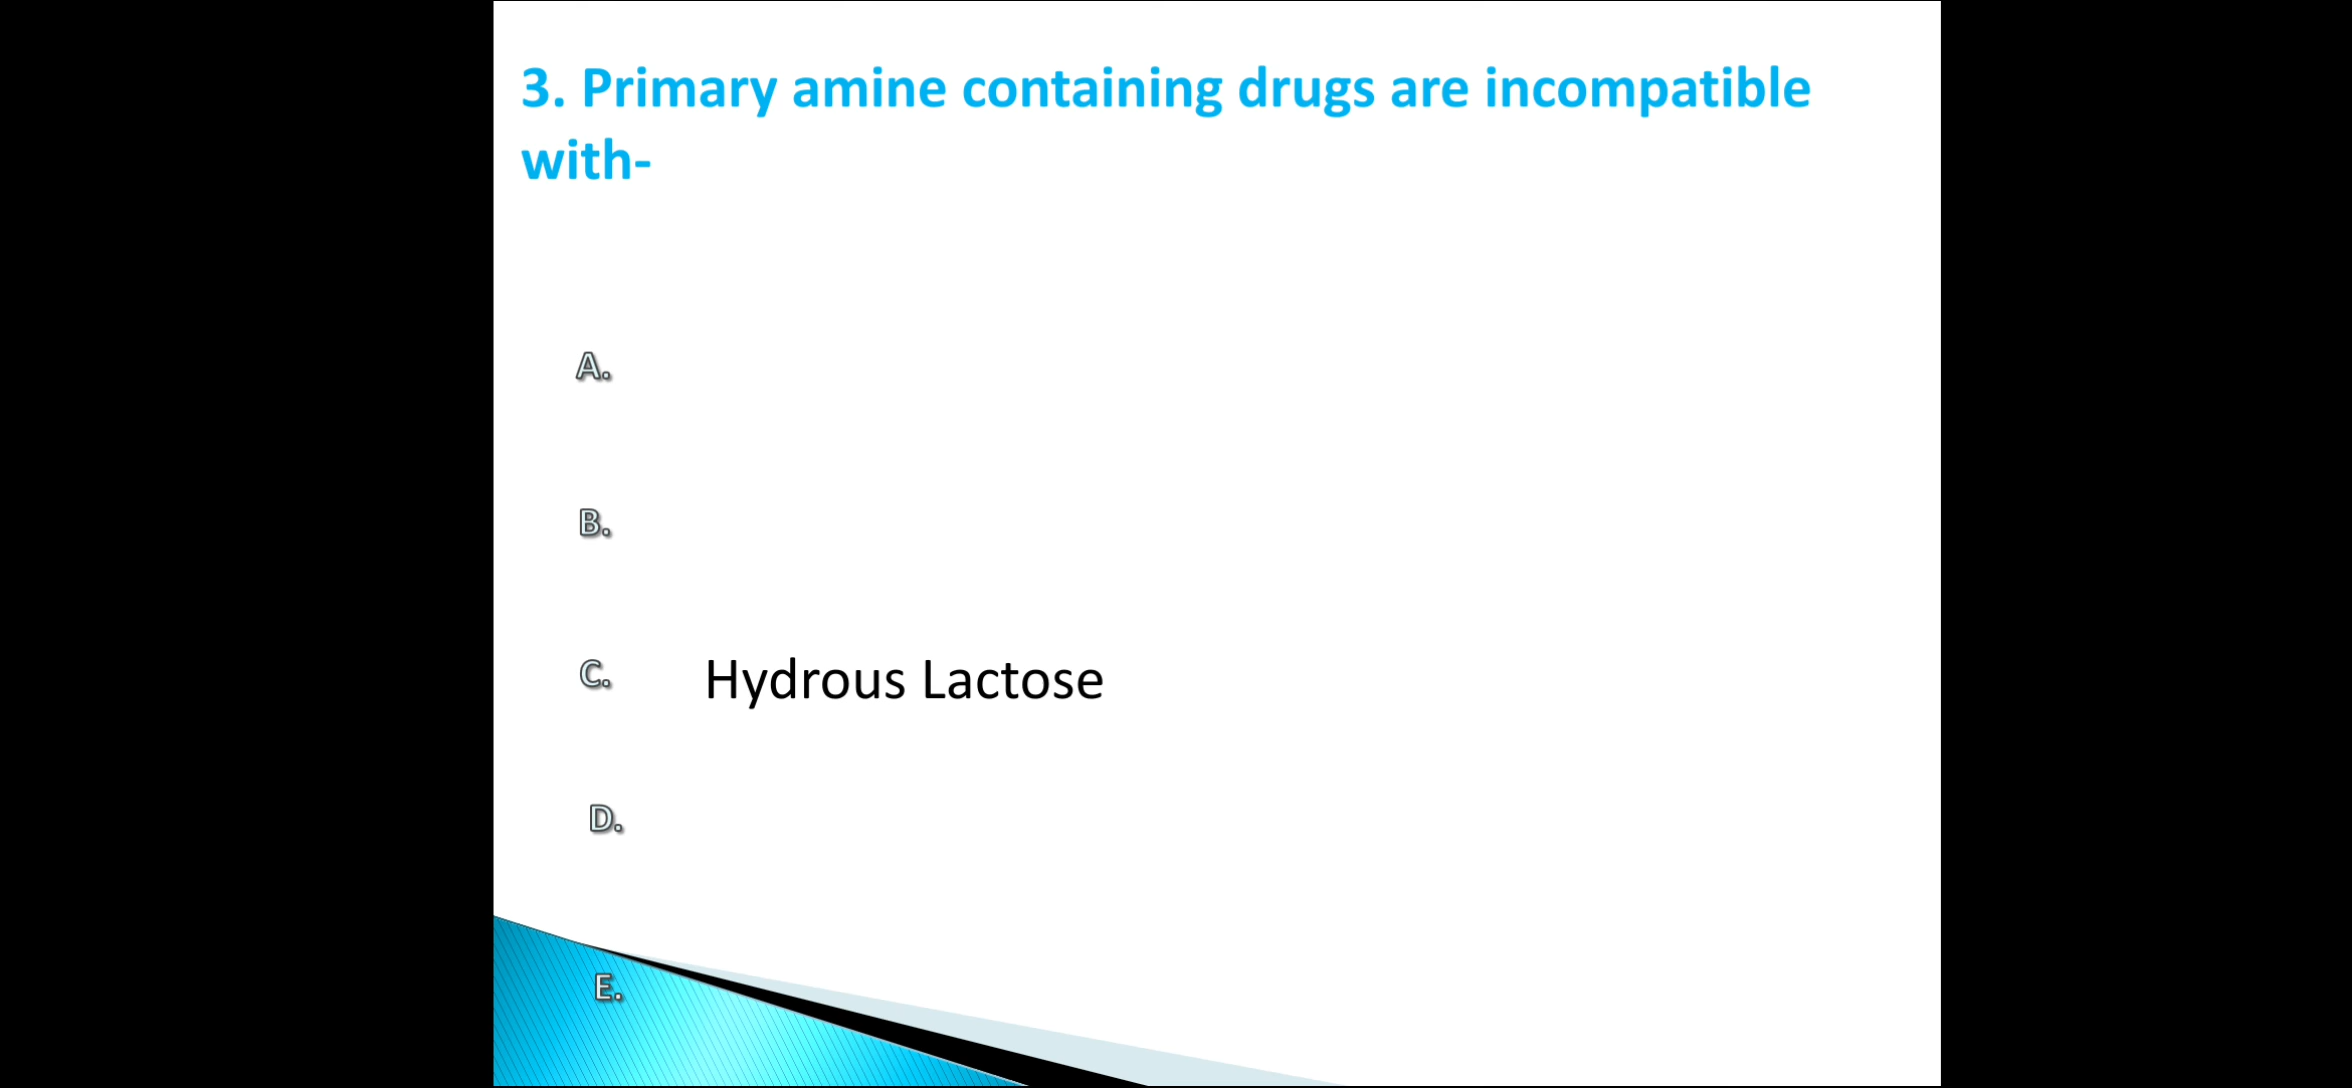 3. Primary amine containing drugs are incompatible
with-
A.
B.
C. Hydrous Lactose
D.
E.